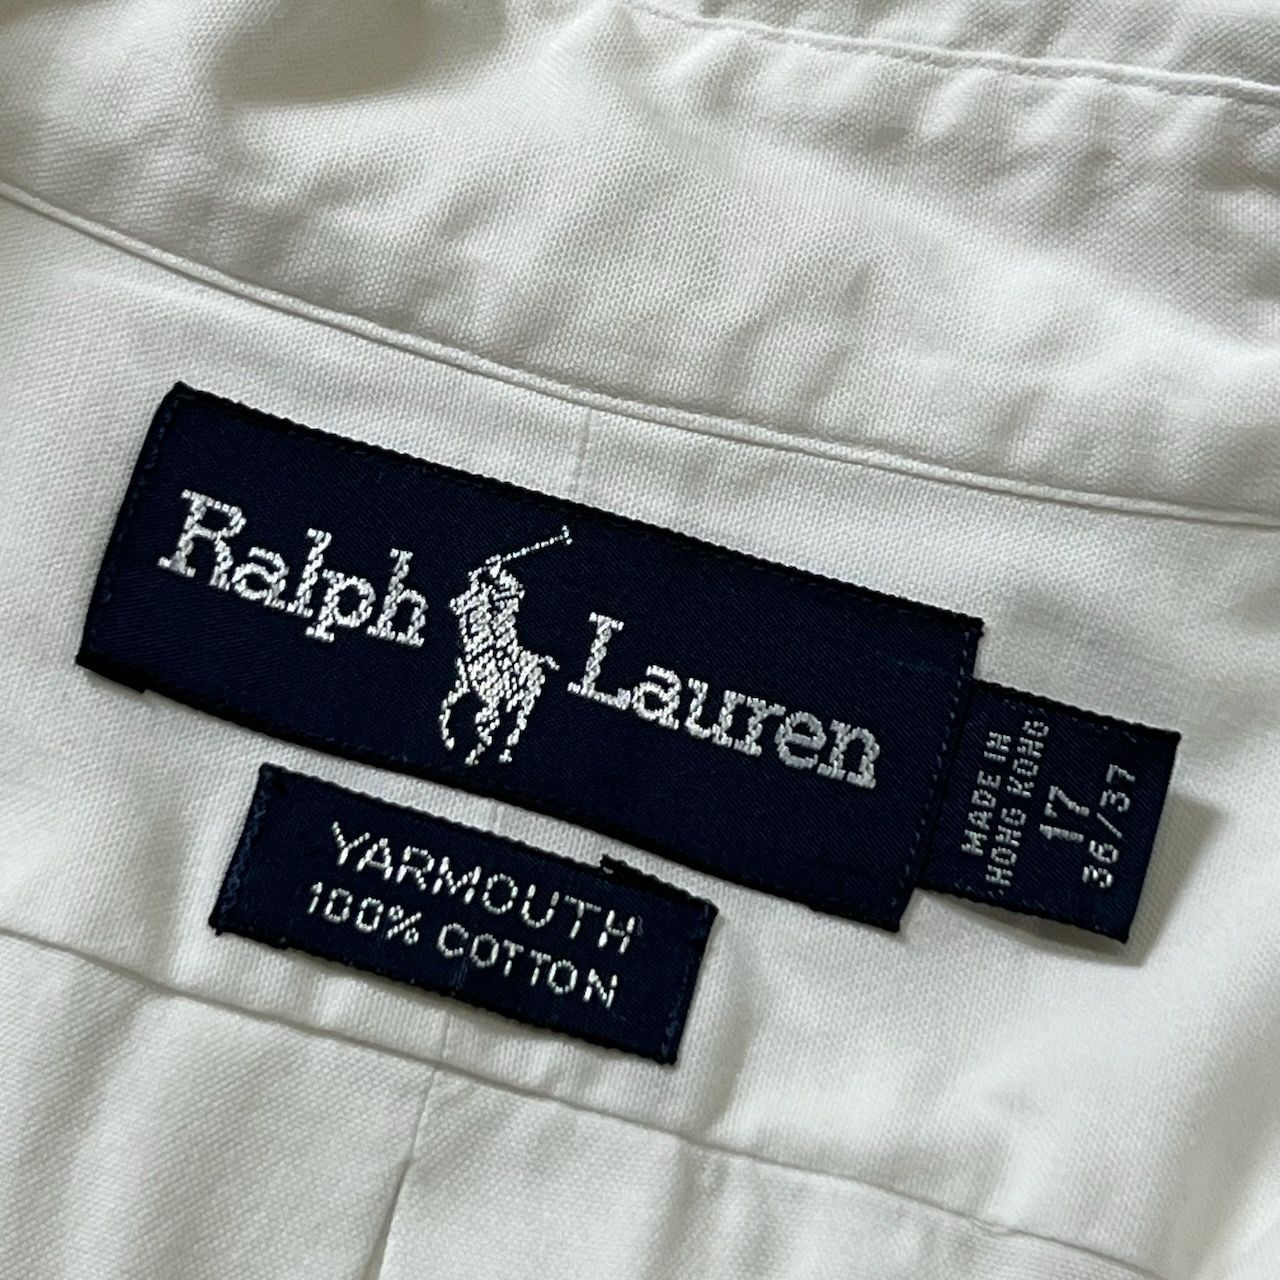 Ralph Lauren
MADE IN
HONG KONG
17
36/37
YARMOUTH
100% COTTON